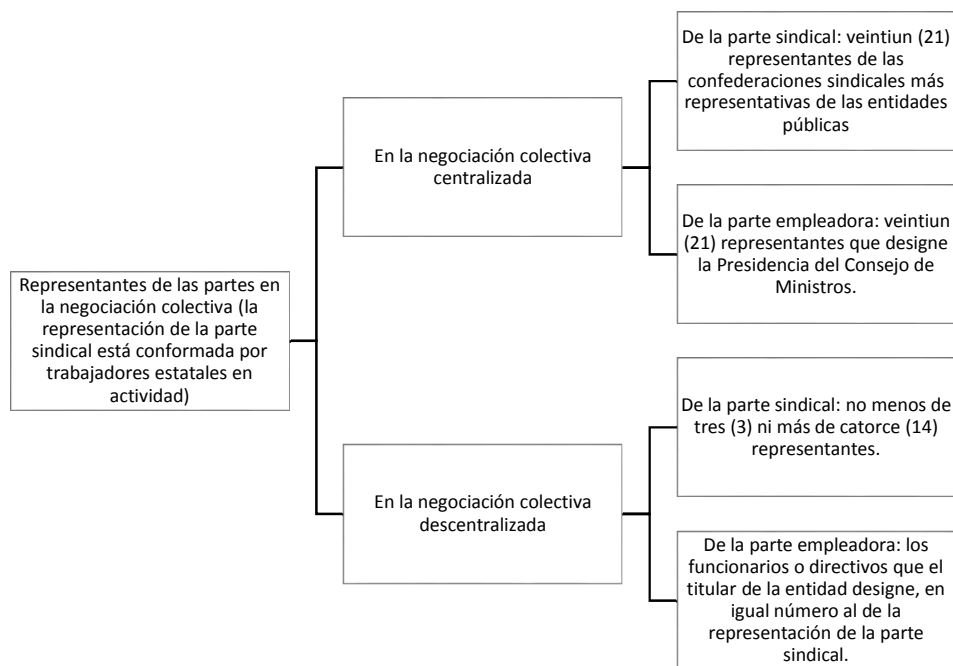 Representantes de las partes en
la negociación colectiva (la
representación de la parte
sindical está conformada por
trabajadores estatales en
actividad)
En la negociación colectiva
centralizada
De la parte sindical: veintiun (21)
representantes de las
confederaciones sindicales más
representativas de las entidades
públicas
De la parte empleadora: veintiun
(21) representantes que designe
la Presidencia del Consejo de
Ministros.
En la negociación colectiva
descentralizada
De la parte sindical: no menos de
tres (3) ni más de catorce (14)
representantes.
De la parte empleadora: los
funcionarios o directivos que el
titular de la entidad designe, en
igual número al de la
representación de la parte
sindical.